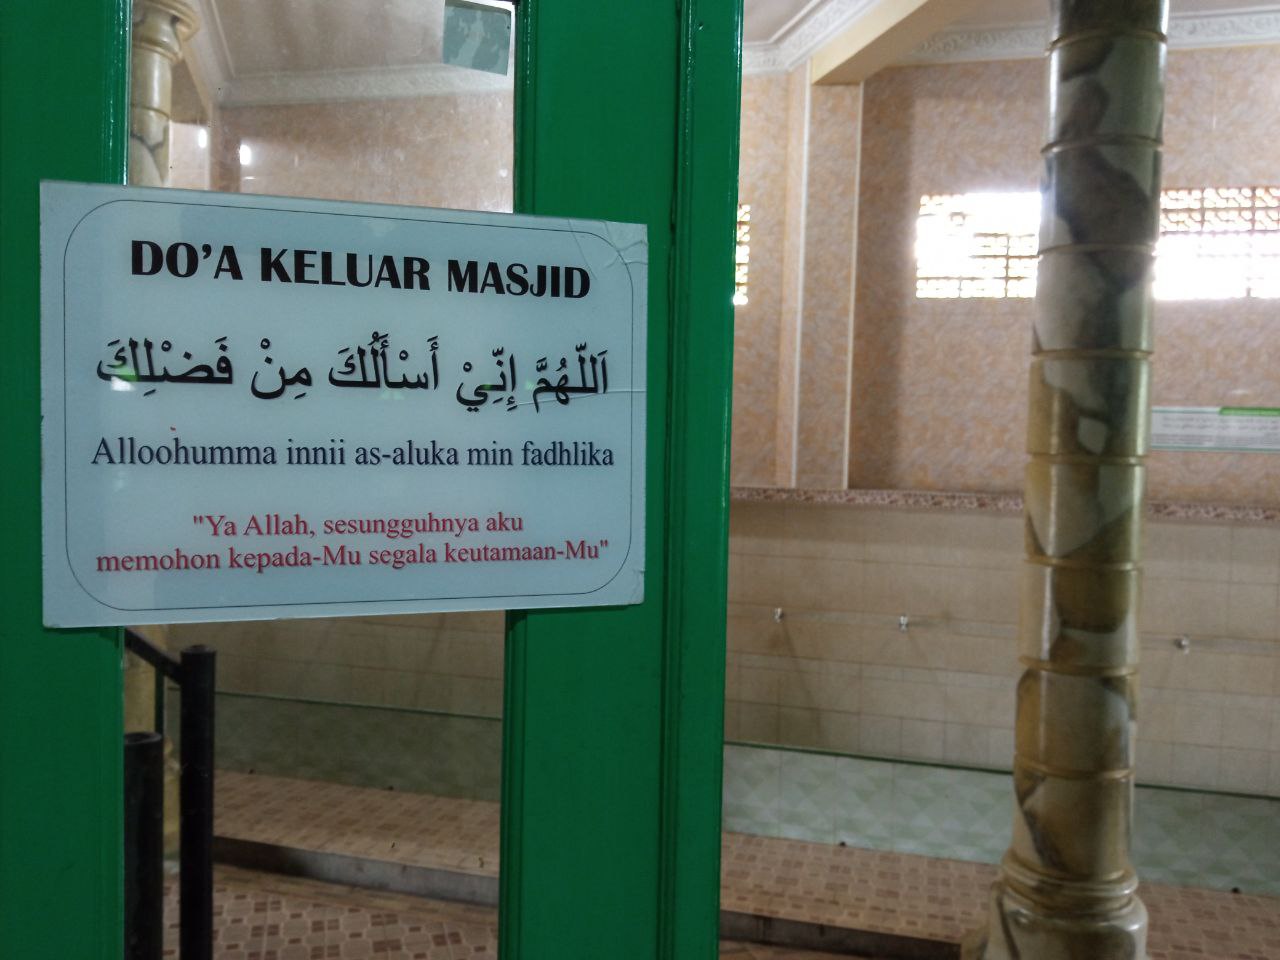 DO'A KELUAR MASJID
اَللّهُمَّ إِنِّيْ أَسْأَلُكَ مِنْ فَضْلِكَ
Alloohumma innii as-aluka min fadhlika
"Ya Allah, sesungguhnya aku
memohon kepada-Mu segala keutamaan-Mu"